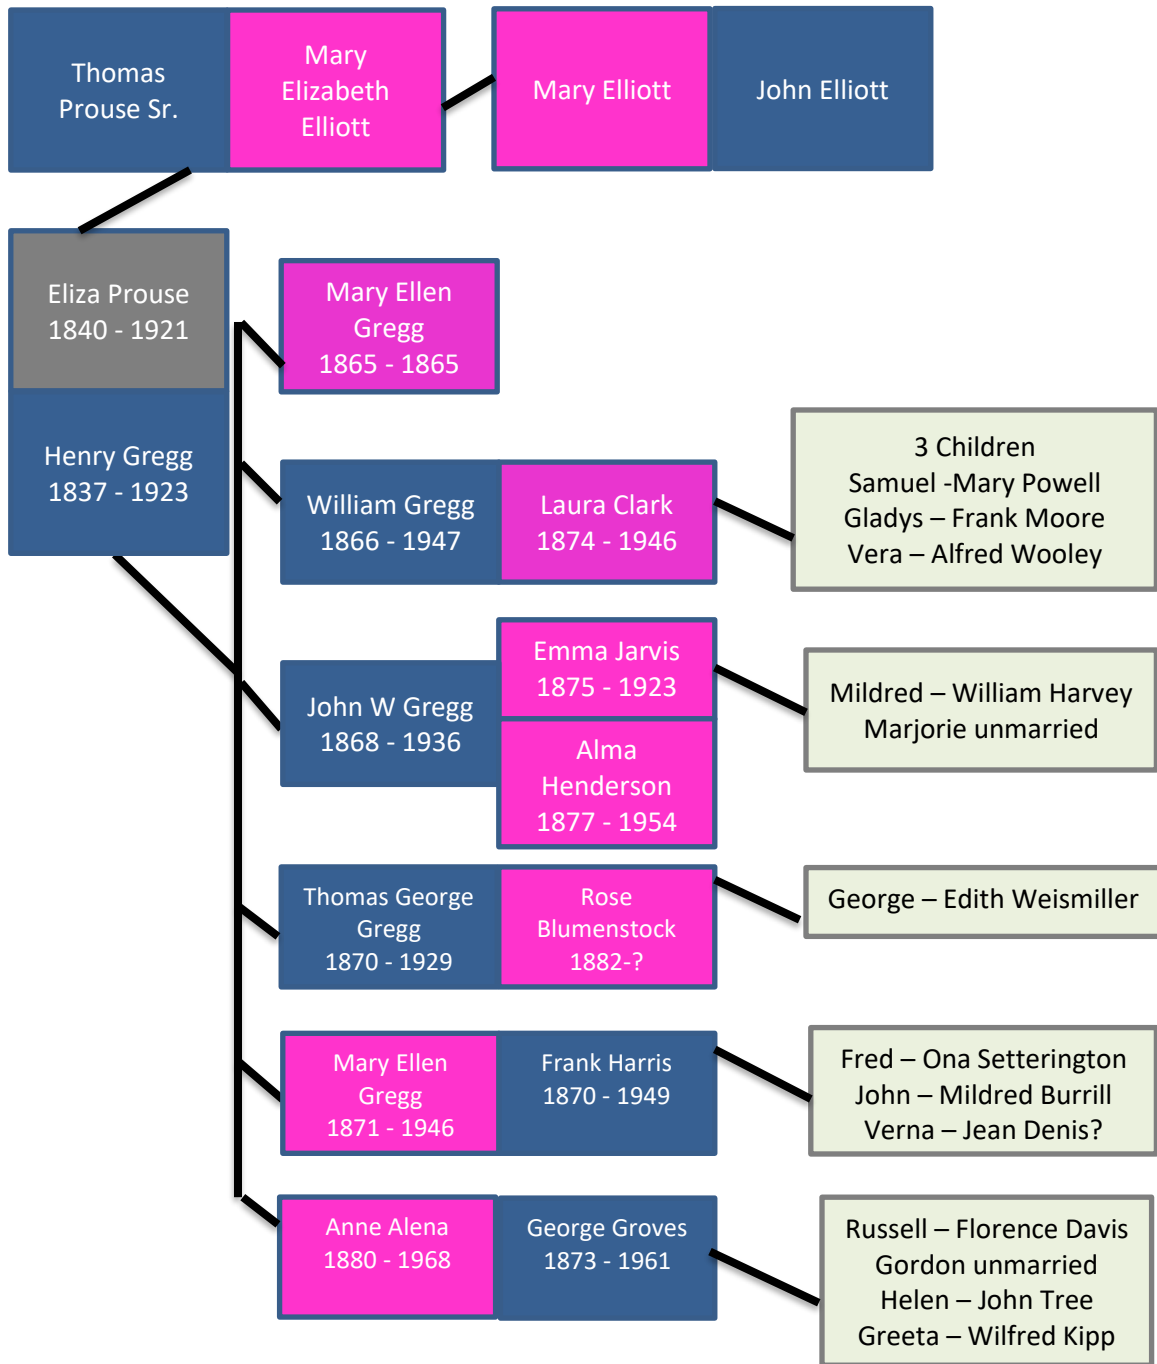 Thomas
Prouse Sr.
Mary
Elizabeth
Elliott
Mary Elliott
John Elliott
Eliza Prouse
1840 - 1921
Henry Gregg
1837 - 1923
Mary Ellen
Gregg
1865 - 1865
William Gregg
1866 - 1947
Laura Clark
1874 - 1946
3 Children
Samuel -Mary Powell
Gladys – Frank Moore
Vera – Alfred Wooley
John W Gregg
1868 - 1936
Emma Jarvis
1875 - 1923
Alma
Henderson
1877 - 1954
Mildred – William Harvey
Marjorie unmarried
Thomas George
Gregg
1870 - 1929
Rose
Blumenstock
1882-?
George – Edith Weismiller
Mary Ellen
Gregg
1871 - 1946
Frank Harris
1870 - 1949
Fred – Ona Setterington
John – Mildred Burrill
Verna – Jean Denis?
Anne Alena
1880 - 1968
George Groves
1873 - 1961
Russell – Florence Davis
Gordon unmarried
Helen – John Tree
Greeta – Wilfred Kipp